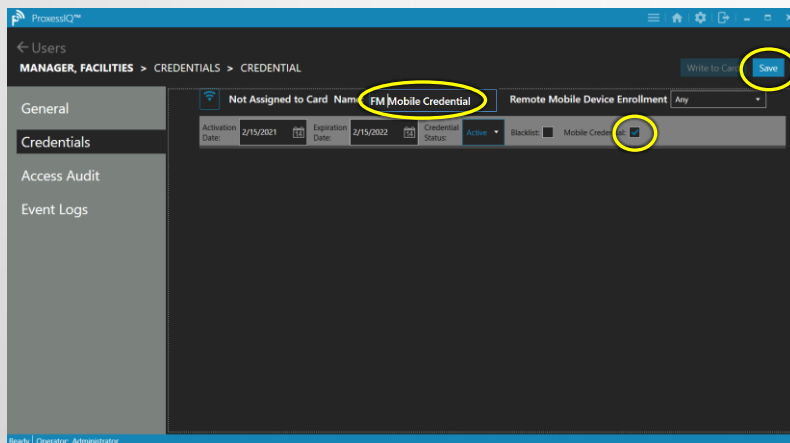 ProxessIQ™
Users
MANAGER, FACILITIES > CREDENTIALS > CREDENTIAL
Write to Card Save
General
Credentials
Access Audit
Event Logs
Not Assigned to Card Name FM Mobile Credential Remote Mobile Device Enrollment Any
Activation Date: 2/15/2021 14 Expiration Date: 2/15/2022 14 Credential Status: Active Blacklist: Mobile Credential:
Ready Operator: Administrator